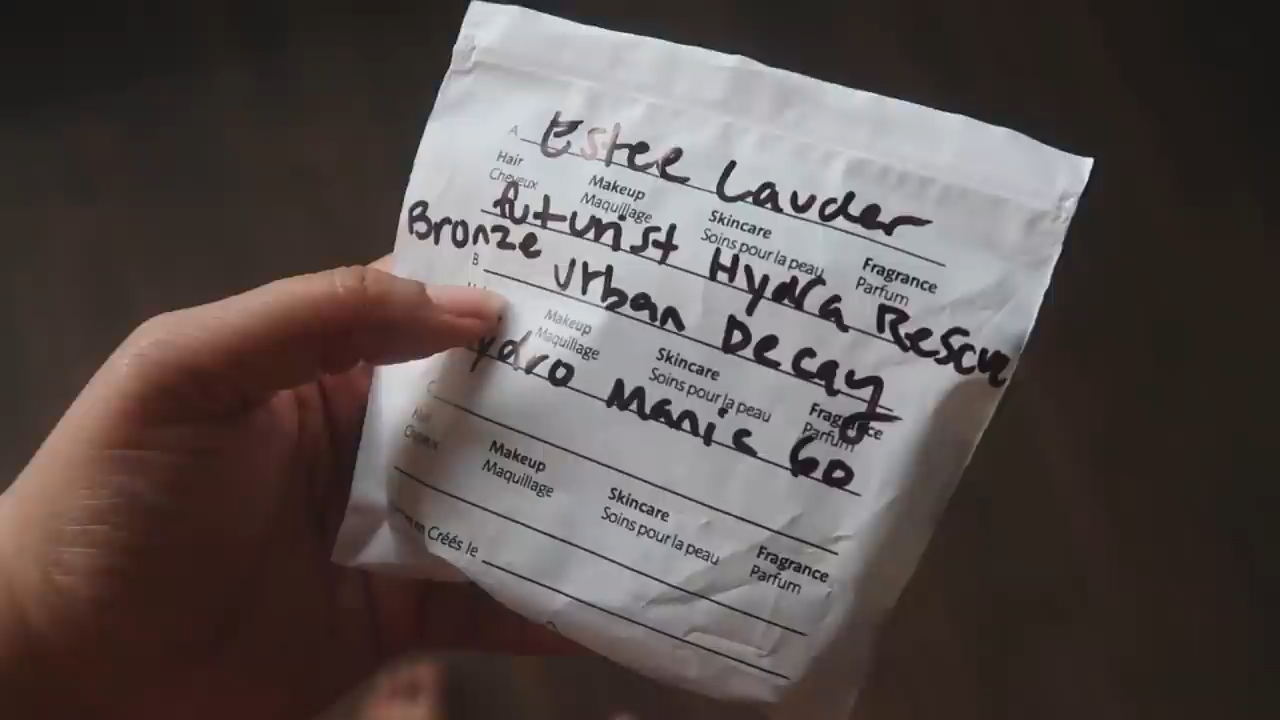 A Estee Lauder
Hair Makeup Skincare Fragrance
Cheveux Maquillage Soins pour la peau Parfum
futurist Hydra Rescue
Bronze
B Urban Decay
Makeup Skincare Fragrance
Maquillage Soins pour la peau Parfum
Manic 60
C
Makeup Skincare Fragrance
Maquillage Soins pour la peau Parfum
en Créés le